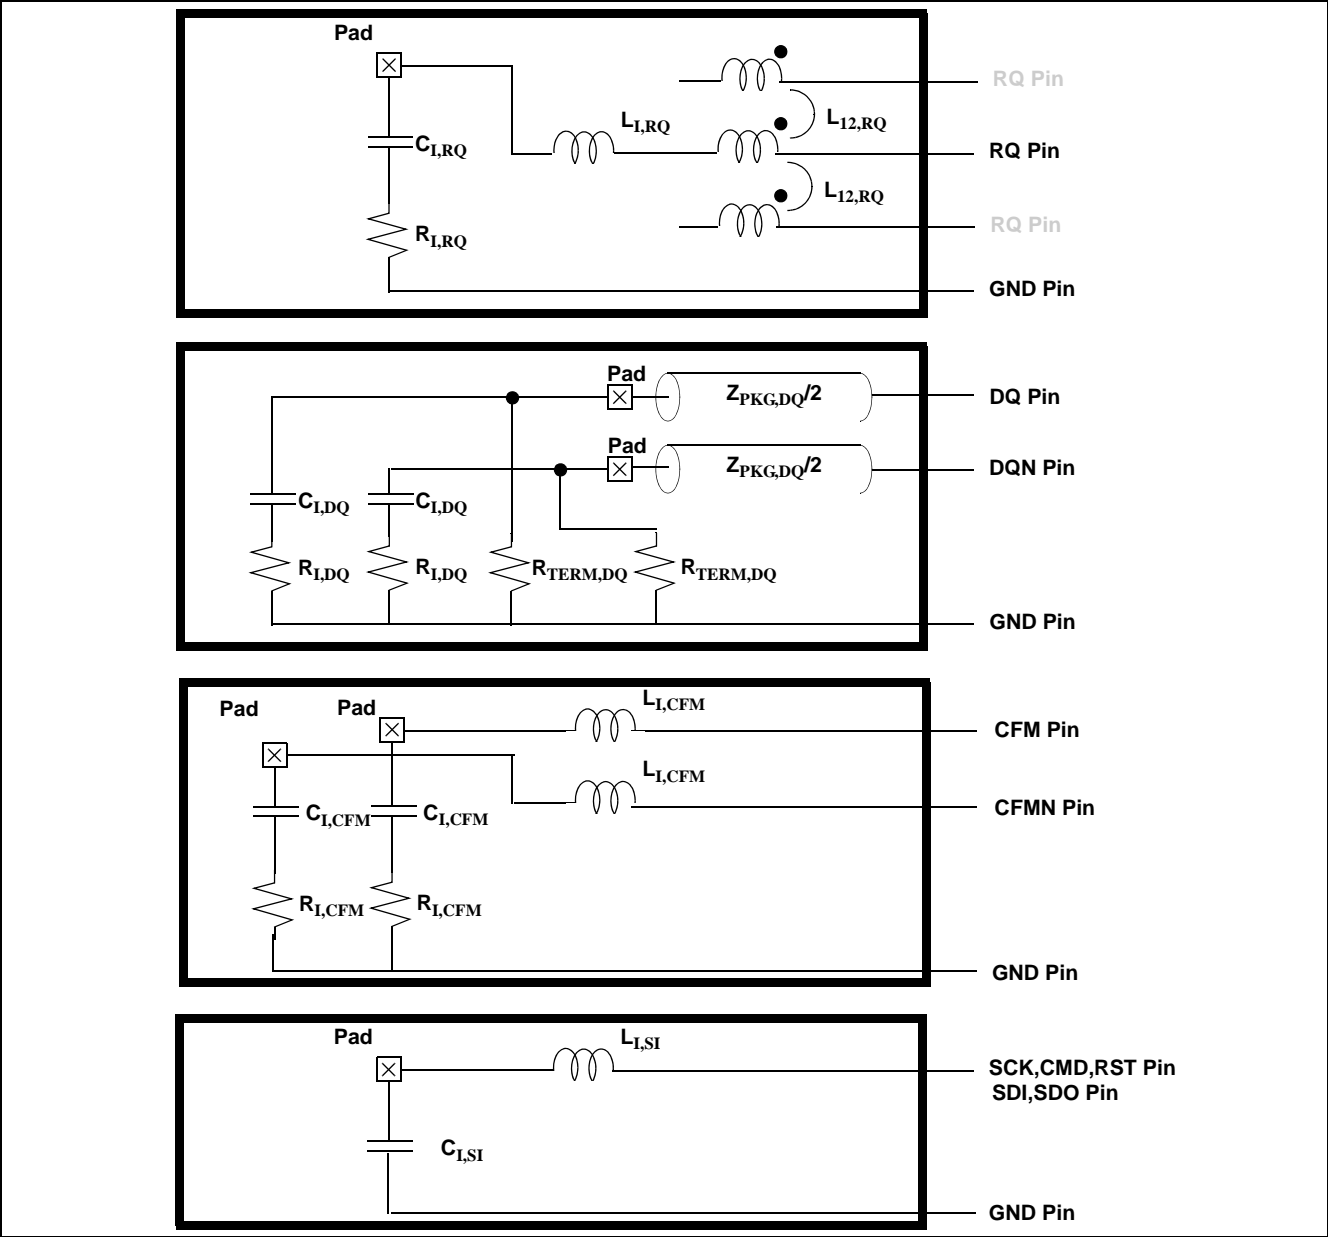 Pad
RQ Pin
L12,RQ
LI,RQ
CI,RQ
RQ Pin
L12,RQ
RI,RQ
RQ Pin
GND Pin
Pad
ZPKG,DQ/2
DQ Pin
Pad
ZPKG,DQ/2
DQN Pin
CI,DQ
CI,DQ
RI,DQ
RI,DQ
RTERM,DQ
RTERM,DQ
GND Pin
LI,CFM
Pad
Pad
CFM Pin
LI,CFM
CFMN Pin
CI,CFM
CI,CFM
RI,CFM
RI,CFM
GND Pin
Pad
LI,SI
SCK,CMD,RST Pin
SDI,SDO Pin
CI,SI
GND Pin